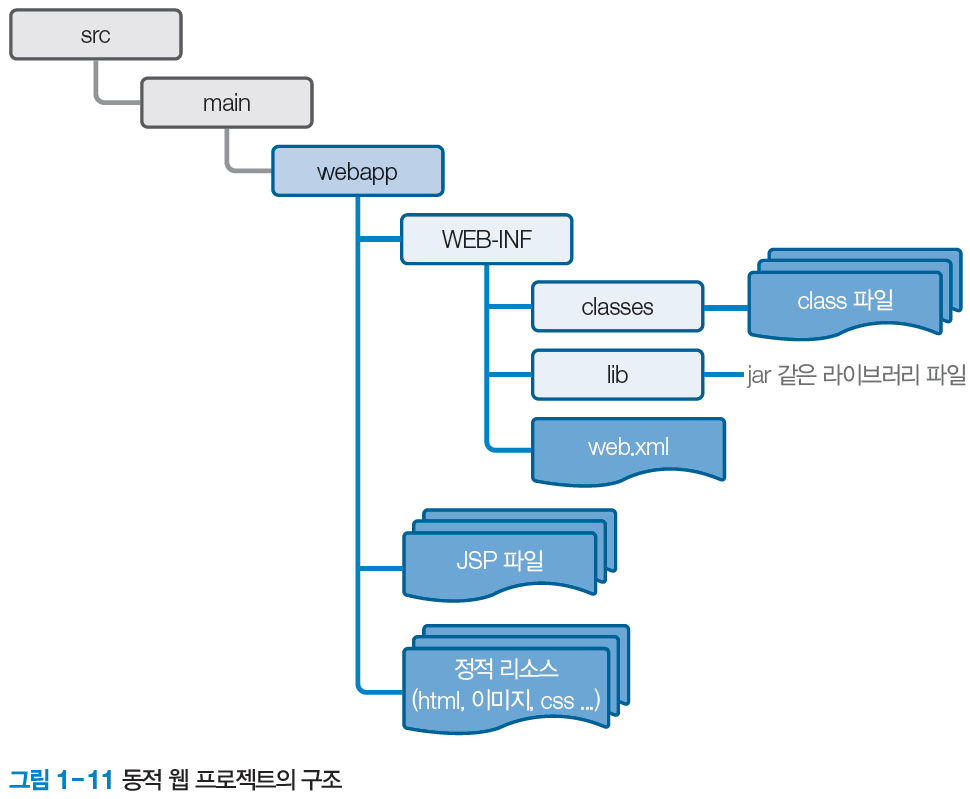 src
main
webapp
WEB-INF
classes
class 파일
lib
jar 같은 라이브러리 파일
web.xml
JSP 파일
정적 리소스
(html, 이미지, css ...)
그림 1-11 동적 웹 프로젝트의 구조